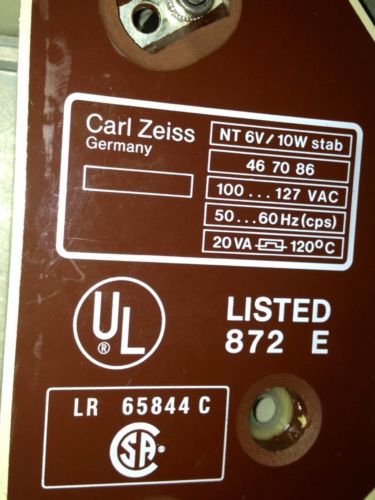 Carl Zeiss
Germany
NT 6V/10W stab
46 70 86
100...127 VAC
50...60 Hz (cps)
20 VA 120°C
UL
®
LISTED
872 E
LR 65844 C
CSA